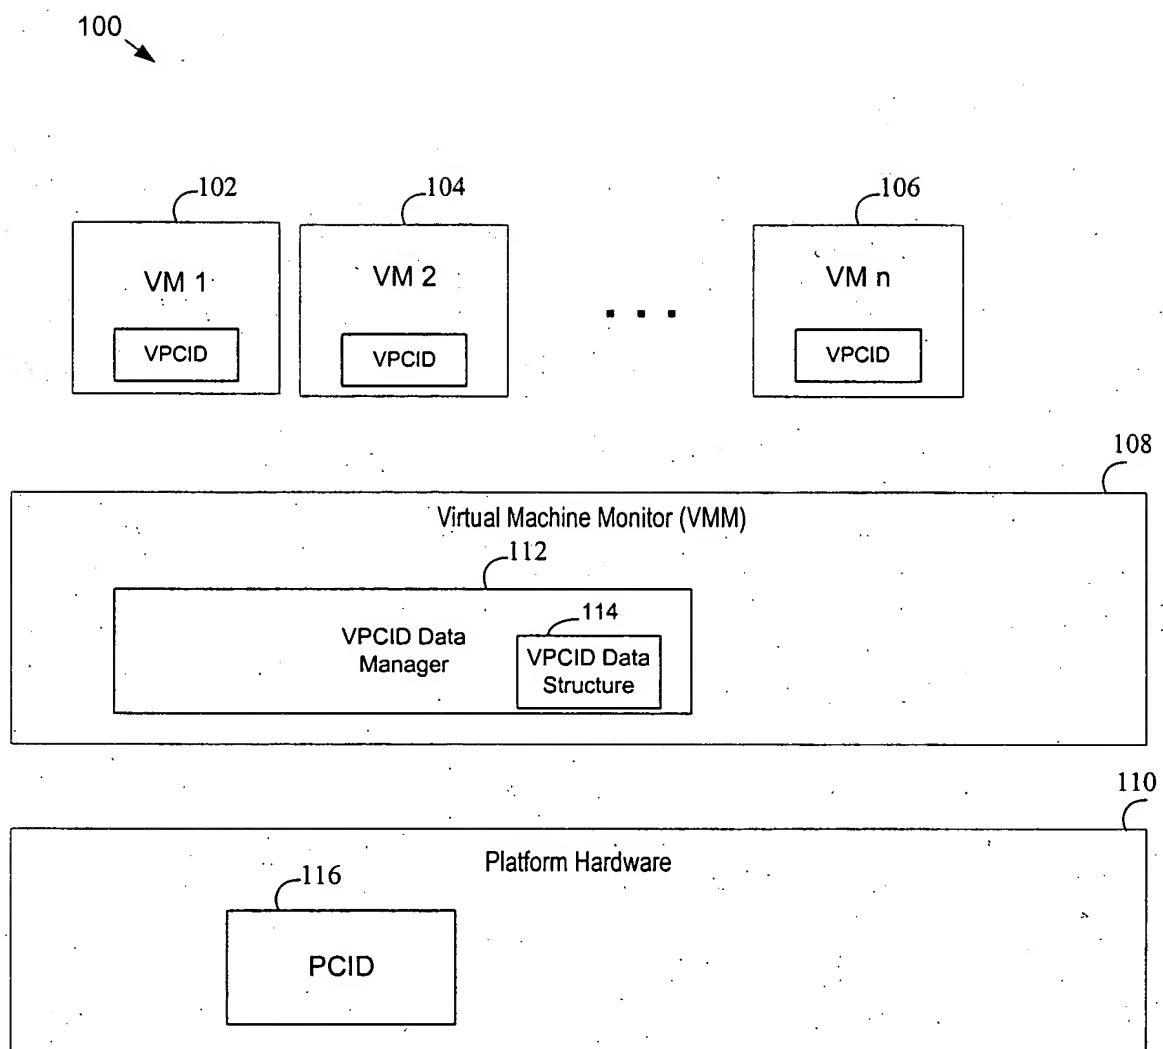 100
102
104
106
VM 1
VM 2
VM n
VPCID
VPCID
VPCID
108
Virtual Machine Monitor (VMM)
112
114
VPCID Data
Manager
VPCID Data
Structure
110
Platform Hardware
116
PCID